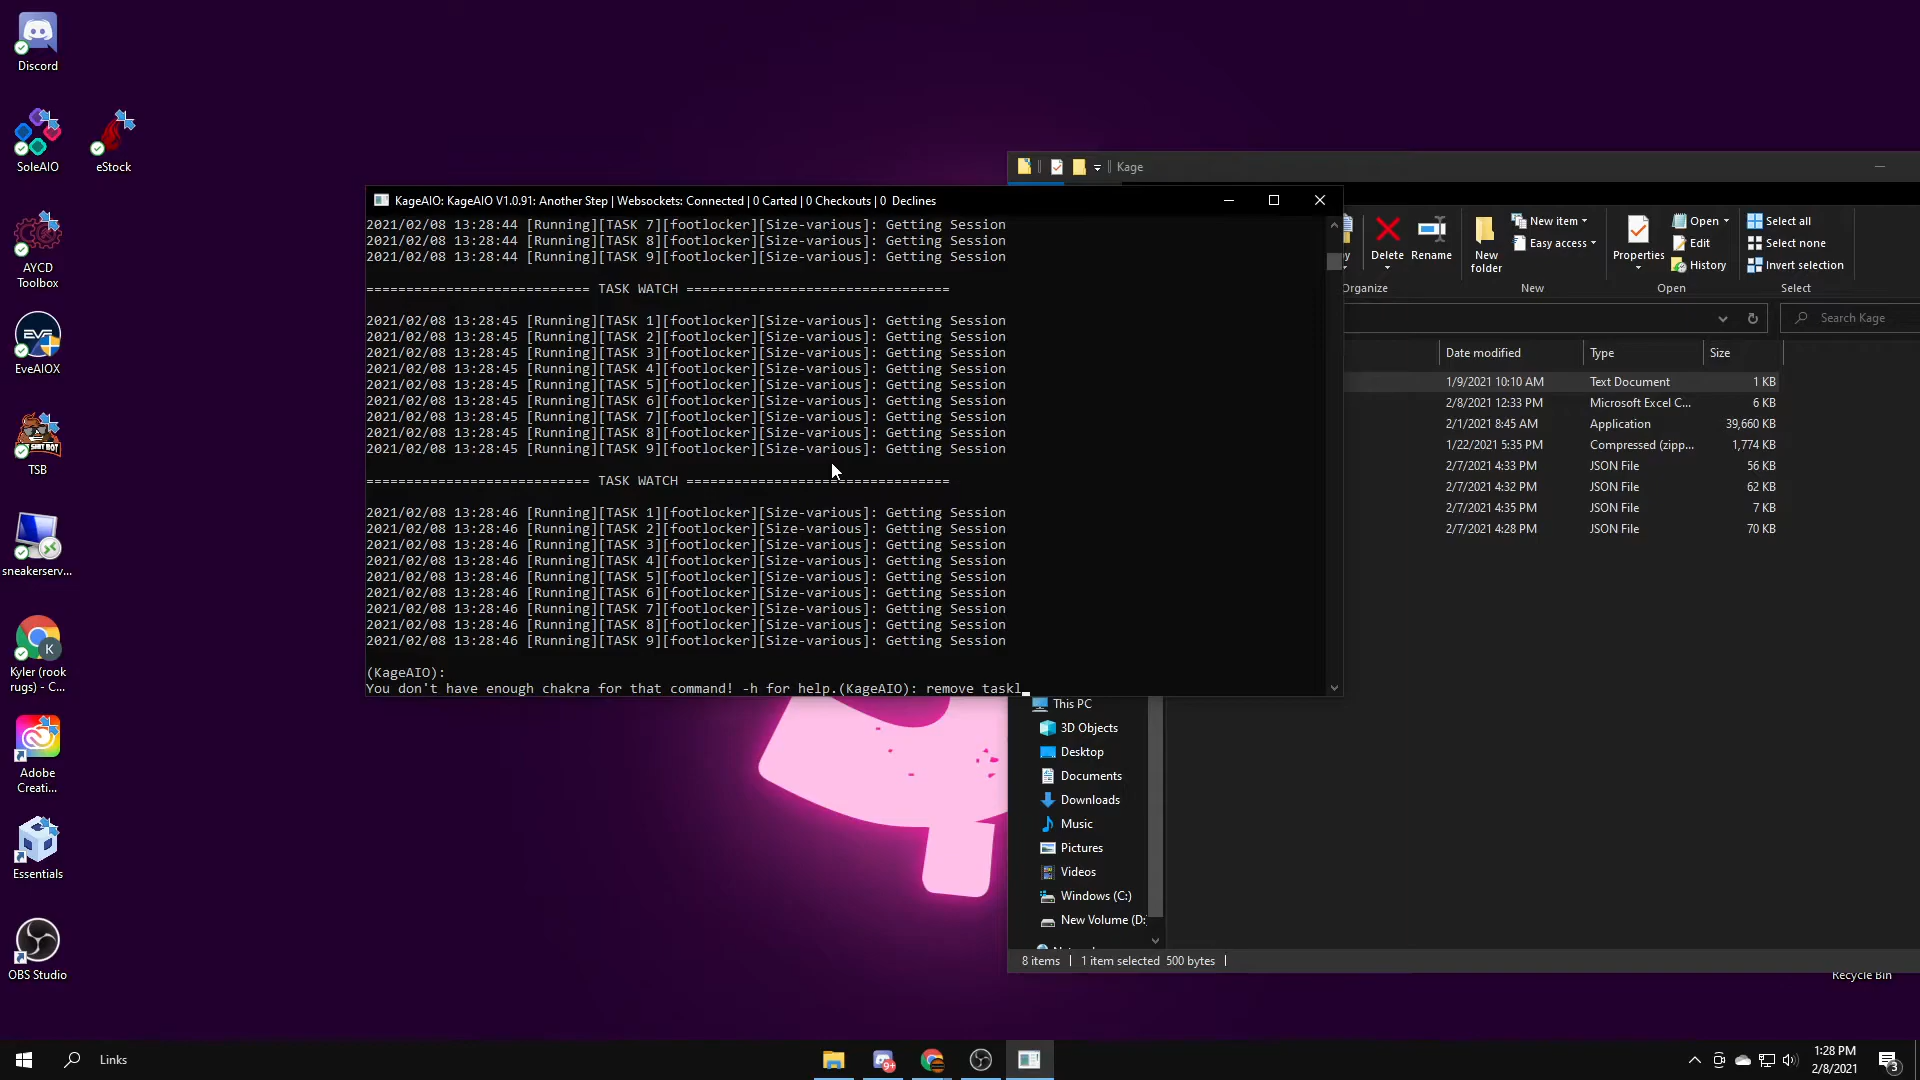 Discord
SoleAIO
eStock
AYCD
Toolbox
EveAIOX
TSB
sneakerserv...
Kyler (rook
rugs) - C...
Adobe
Creati...
Essentials
OBS Studio
Kage
KageAIO: KageAIO V1.0.91: Another Step | Websockets: Connected | 0 Carted | 0 Checkouts | 0 Declines
2021/02/08 13:28:44 [Running][TASK 7][footlocker][Size-various]: Getting Session
2021/02/08 13:28:44 [Running][TASK 8][footlocker][Size-various]: Getting Session
2021/02/08 13:28:44 [Running][TASK 9][footlocker][Size-various]: Getting Session
============================ TASK WATCH =================================
2021/02/08 13:28:45 [Running][TASK 1][footlocker][Size-various]: Getting Session
2021/02/08 13:28:45 [Running][TASK 2][footlocker][Size-various]: Getting Session
2021/02/08 13:28:45 [Running][TASK 3][footlocker][Size-various]: Getting Session
2021/02/08 13:28:45 [Running][TASK 4][footlocker][Size-various]: Getting Session
2021/02/08 13:28:45 [Running][TASK 5][footlocker][Size-various]: Getting Session
2021/02/08 13:28:45 [Running][TASK 6][footlocker][Size-various]: Getting Session
2021/02/08 13:28:45 [Running][TASK 7][footlocker][Size-various]: Getting Session
2021/02/08 13:28:45 [Running][TASK 8][footlocker][Size-various]: Getting Session
2021/02/08 13:28:45 [Running][TASK 9][footlocker][Size-various]: Getting Session
============================ TASK WATCH =================================
2021/02/08 13:28:46 [Running][TASK 1][footlocker][Size-various]: Getting Session
2021/02/08 13:28:46 [Running][TASK 2][footlocker][Size-various]: Getting Session
2021/02/08 13:28:46 [Running][TASK 3][footlocker][Size-various]: Getting Session
2021/02/08 13:28:46 [Running][TASK 4][footlocker][Size-various]: Getting Session
2021/02/08 13:28:46 [Running][TASK 5][footlocker][Size-various]: Getting Session
2021/02/08 13:28:46 [Running][TASK 6][footlocker][Size-various]: Getting Session
2021/02/08 13:28:46 [Running][TASK 7][footlocker][Size-various]: Getting Session
2021/02/08 13:28:46 [Running][TASK 8][footlocker][Size-various]: Getting Session
2021/02/08 13:28:46 [Running][TASK 9][footlocker][Size-various]: Getting Session
(KageAIO):
You don't have enough chakra for that command! -h for help.(KageAIO): remove taskl_
Delete
Rename
New
folder
New item
Easy access
Properties
Open
Edit
History
Select all
Select none
Invert selection
New
Open
Select
Search Kage
Date modified Type Size
1/9/2021 10:10 AM Text Document 1 KB
2/8/2021 12:33 PM Microsoft Excel C... 6 KB
2/1/2021 8:45 AM Application 39,660 KB
1/22/2021 5:35 PM Compressed (zipp... 1,774 KB
2/7/2021 4:33 PM JSON File 56 KB
2/7/2021 4:32 PM JSON File 62 KB
2/7/2021 4:35 PM JSON File 7 KB
2/7/2021 4:28 PM JSON File 70 KB
This PC
3D Objects
Desktop
Documents
Downloads
Music
Pictures
Videos
Windows (C:)
New Volume (D:
8 items | 1 item selected 500 bytes |
Recycle Bin
Links
9+
1:28 PM
2/8/2021
3